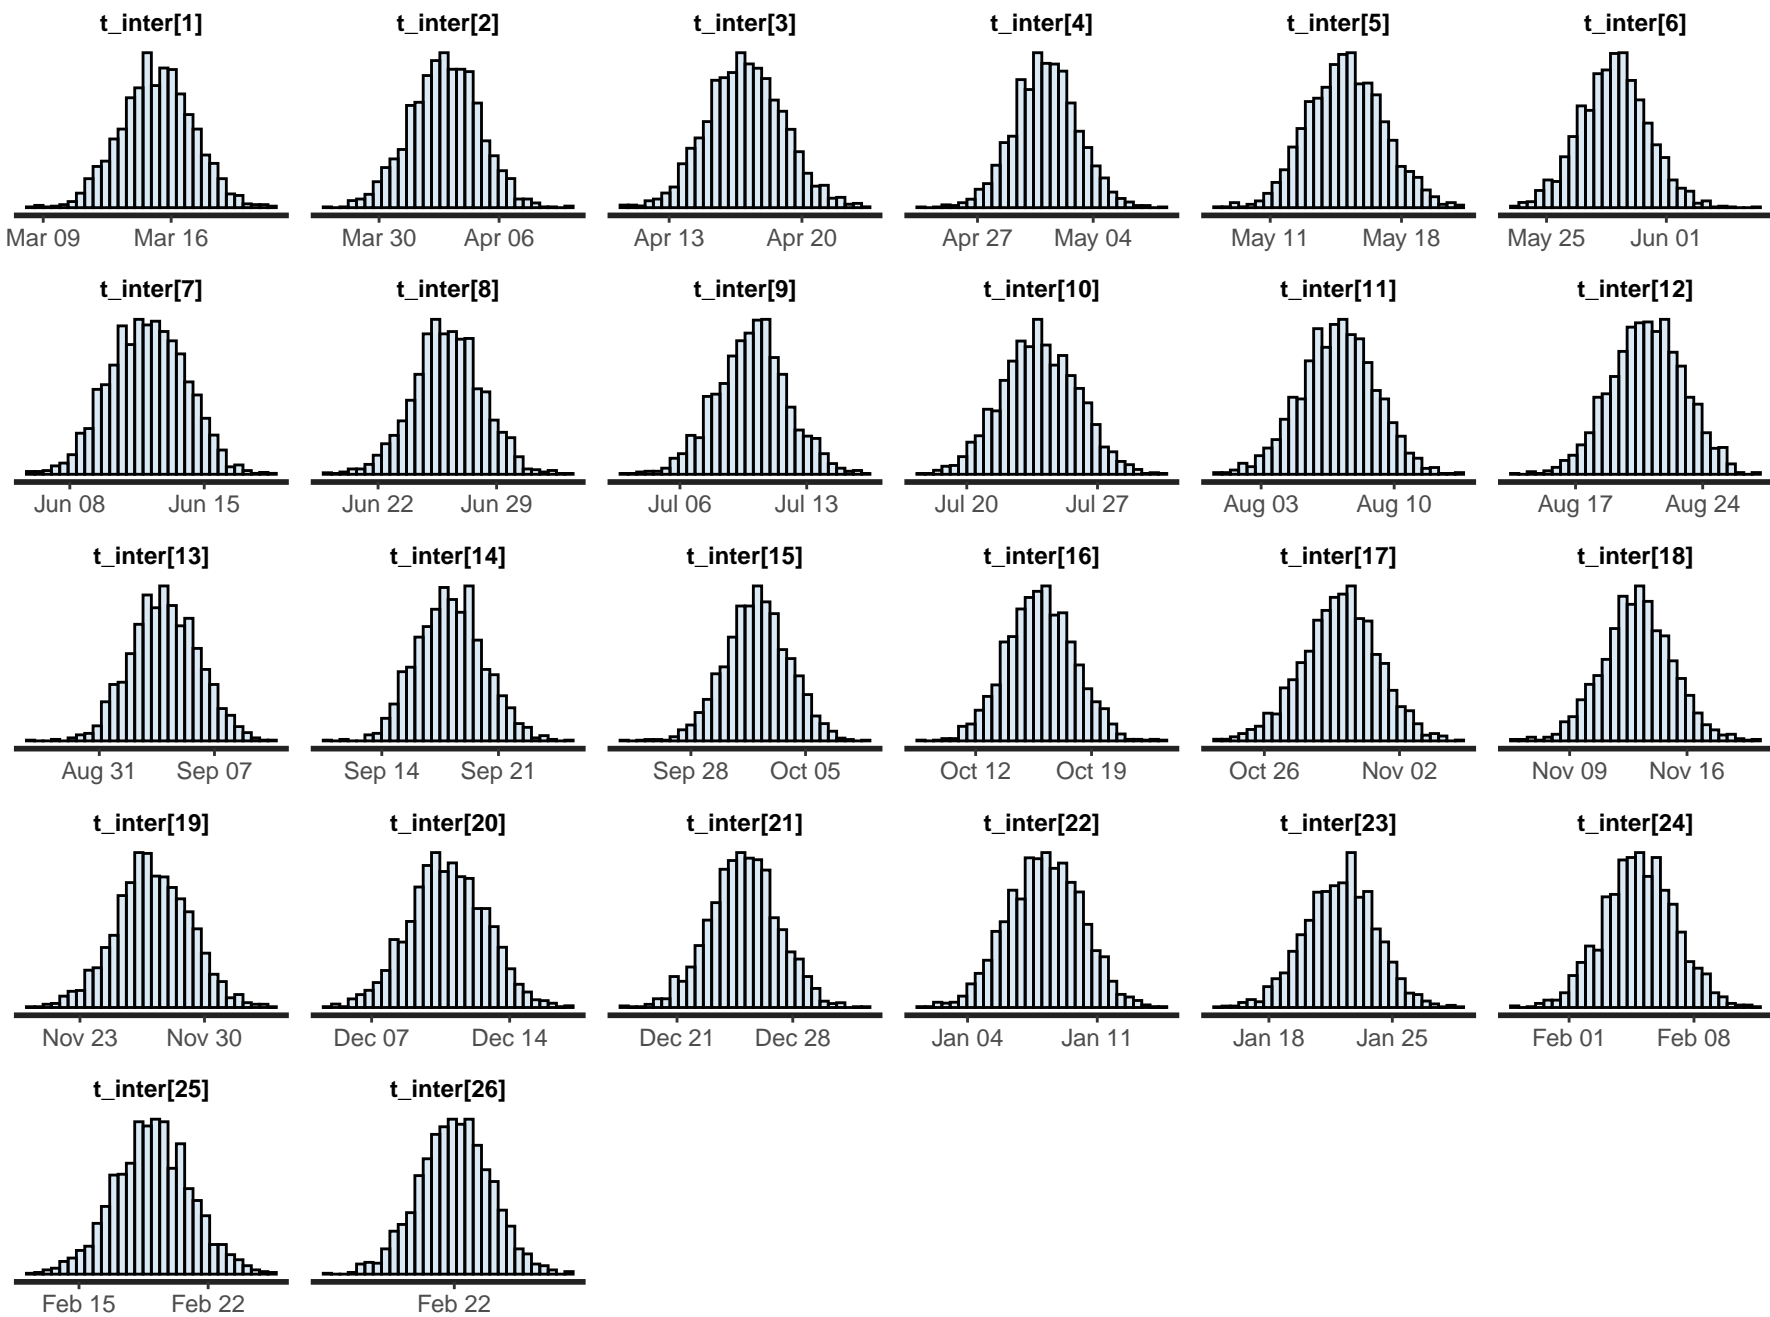 t_inter[1] t_inter[2] t_inter[3] t_inter[4] t_inter[5] t_inter[6]
Mar 09 Mar 16 Mar 30 Apr 06 Apr 13 Apr 20 Apr 27 May 04 May 11 May 18 May 25 Jun 01
t_inter[7] t_inter[8] t_inter[9] t_inter[10] t_inter[11] t_inter[12]
Jun 08 Jun 15 Jun 22 Jun 29 Jul 06 Jul 13 Jul 20 Jul 27 Aug 03 Aug 10 Aug 17 Aug 24
t_inter[13] t_inter[14] t_inter[15] t_inter[16] t_inter[17] t_inter[18]
Aug 31 Sep 07 Sep 14 Sep 21 Sep 28 Oct 05 Oct 12 Oct 19 Oct 26 Nov 02 Nov 09 Nov 16
t_inter[19] t_inter[20] t_inter[21] t_inter[22] t_inter[23] t_inter[24]
Nov 23 Nov 30 Dec 07 Dec 14 Dec 21 Dec 28 Jan 04 Jan 11 Jan 18 Jan 25 Feb 01 Feb 08
t_inter[25] t_inter[26]
Feb 15 Feb 22 Feb 22